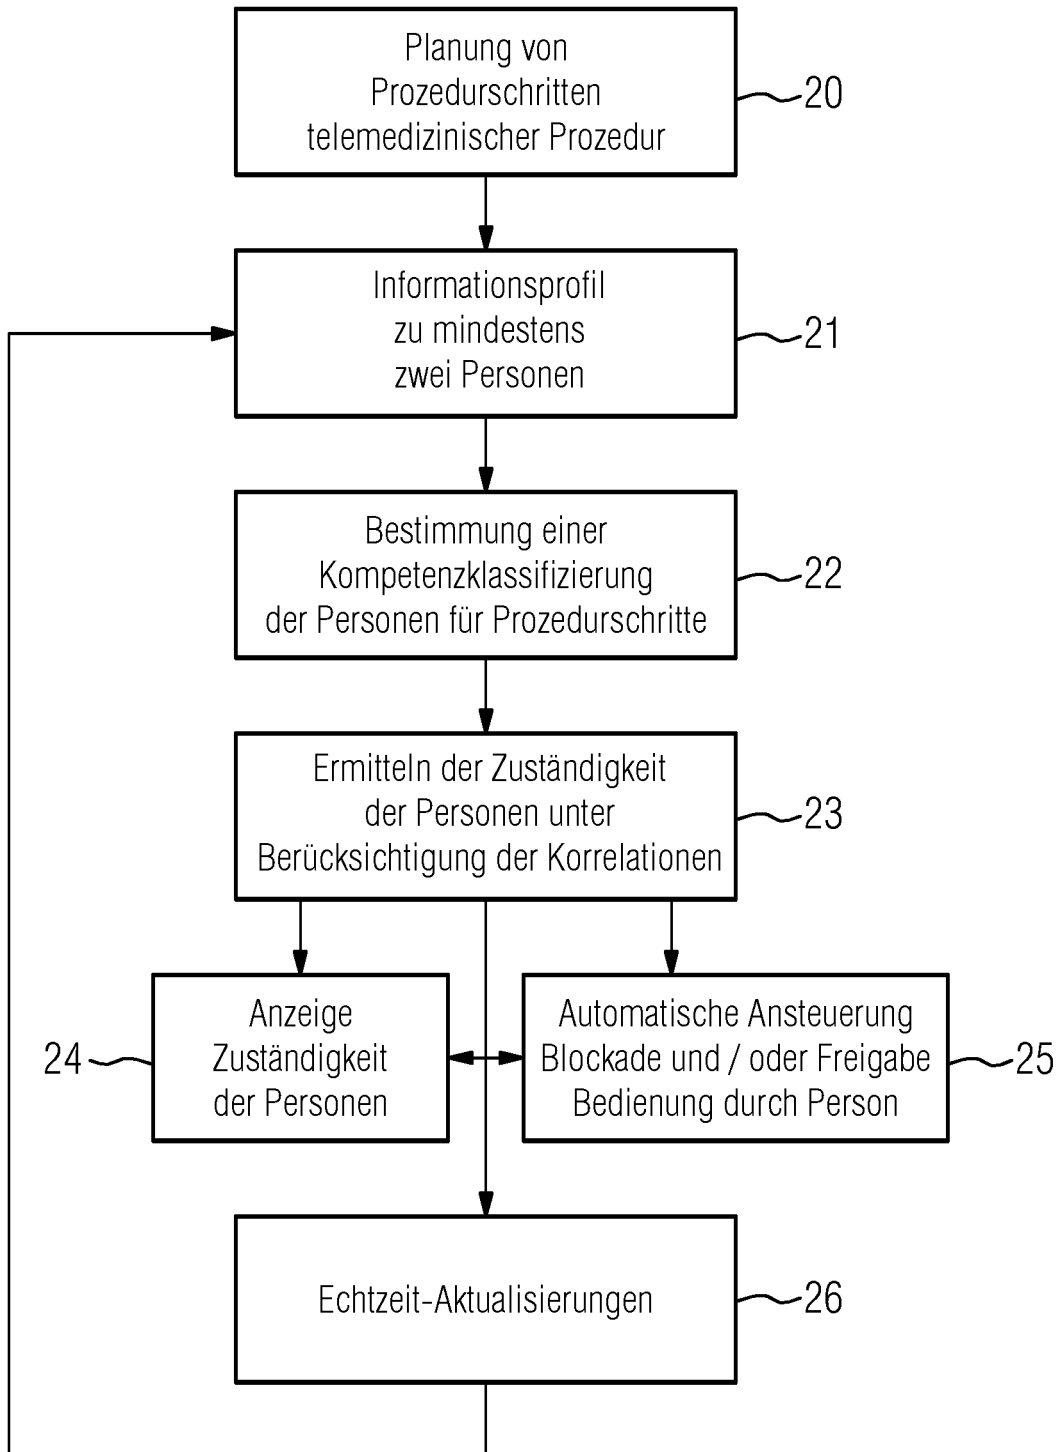 Planung von
Prozedurschritten
telemedizinischer Prozedur
20
Informationsprofil
zu mindestens
zwei Personen
21
Bestimmung einer
Kompetenzklassifizierung
der Personen für Prozedurschritte
22
Ermitteln der Zuständigkeit
der Personen unter
Berücksichtigung der Korrelationen
23
24
Anzeige
Zuständigkeit
der Personen
Automatische Ansteuerung
Blockade und / oder Freigabe
Bedienung durch Person
25
Echtzeit-Aktualisierungen
26